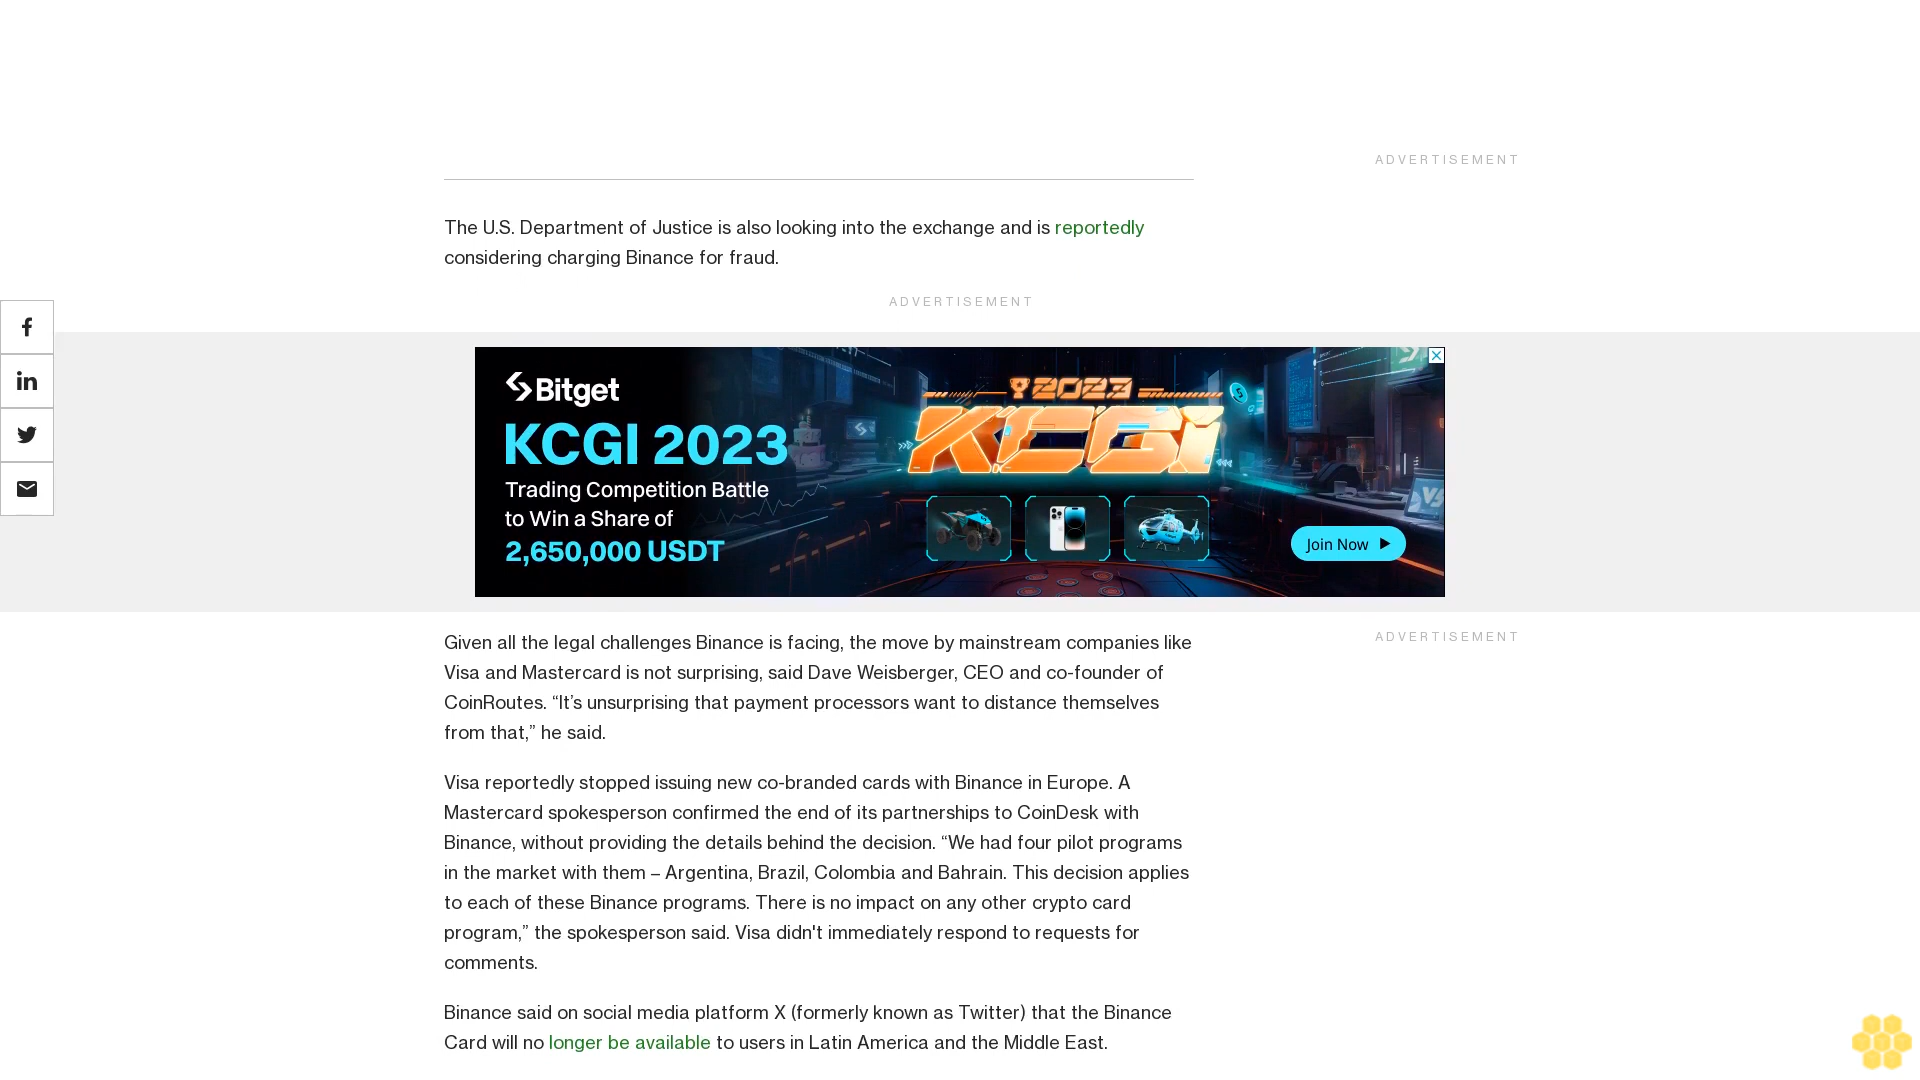 ADVERTISEMENT
The U.S. Department of Justice is also looking into the exchange and is reportedly
considering charging Binance for fraud.
ADVERTISEMENT
Bitget
KCGI 2023
Trading Competition Battle
to Win a Share of
2,650,000 USDT
2023
KCGI
VS
Join Now
Given all the legal challenges Binance is facing, the move by mainstream companies like
Visa and Mastercard is not surprising, said Dave Weisberger, CEO and co-founder of
CoinRoutes. “It’s unsurprising that payment processors want to distance themselves
from that,” he said.
ADVERTISEMENT
Visa reportedly stopped issuing new co-branded cards with Binance in Europe. A
Mastercard spokesperson confirmed the end of its partnerships to CoinDesk with
Binance, without providing the details behind the decision. “We had four pilot programs
in the market with them – Argentina, Brazil, Colombia and Bahrain. This decision applies
to each of these Binance programs. There is no impact on any other crypto card
program,” the spokesperson said. Visa didn't immediately respond to requests for
comments.
Binance said on social media platform X (formerly known as Twitter) that the Binance
Card will no longer be available to users in Latin America and the Middle East.